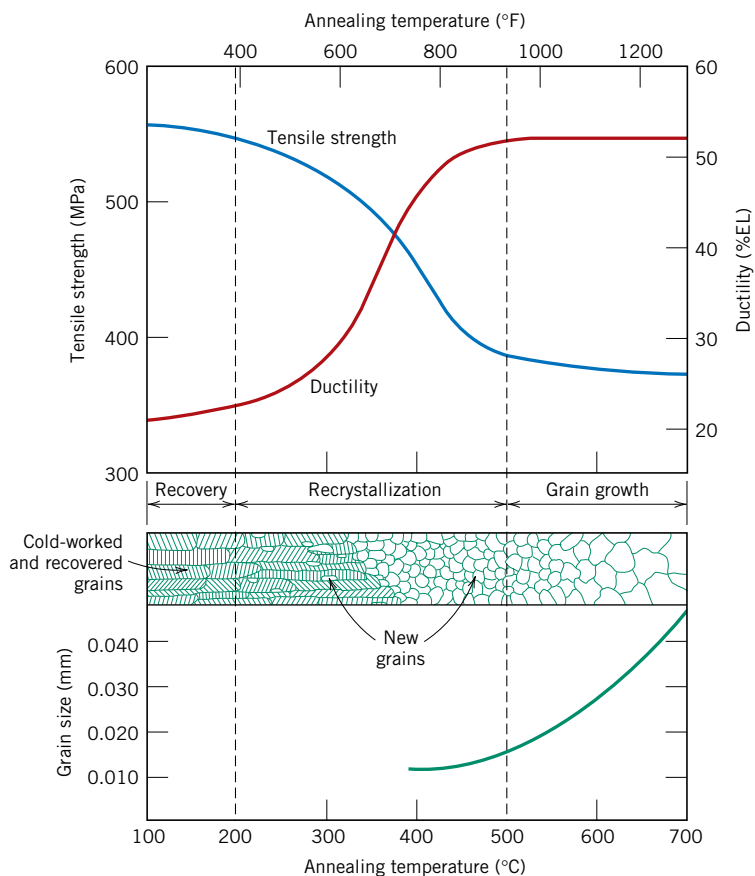 Annealing temperature (°F)
400 600 800 1000 1200
600 60
Tensile strength
500 50
Tensile strength (MPa)
40
Ductility (%EL)
400
30
Ductility
20
300
Recovery Recrystallization Grain growth
Cold-worked
and recovered
grains
New
grains
0.040
0.030
0.020
0.010
Grain size (mm)
100 200 300 400 500 600 700
Annealing temperature (°C)